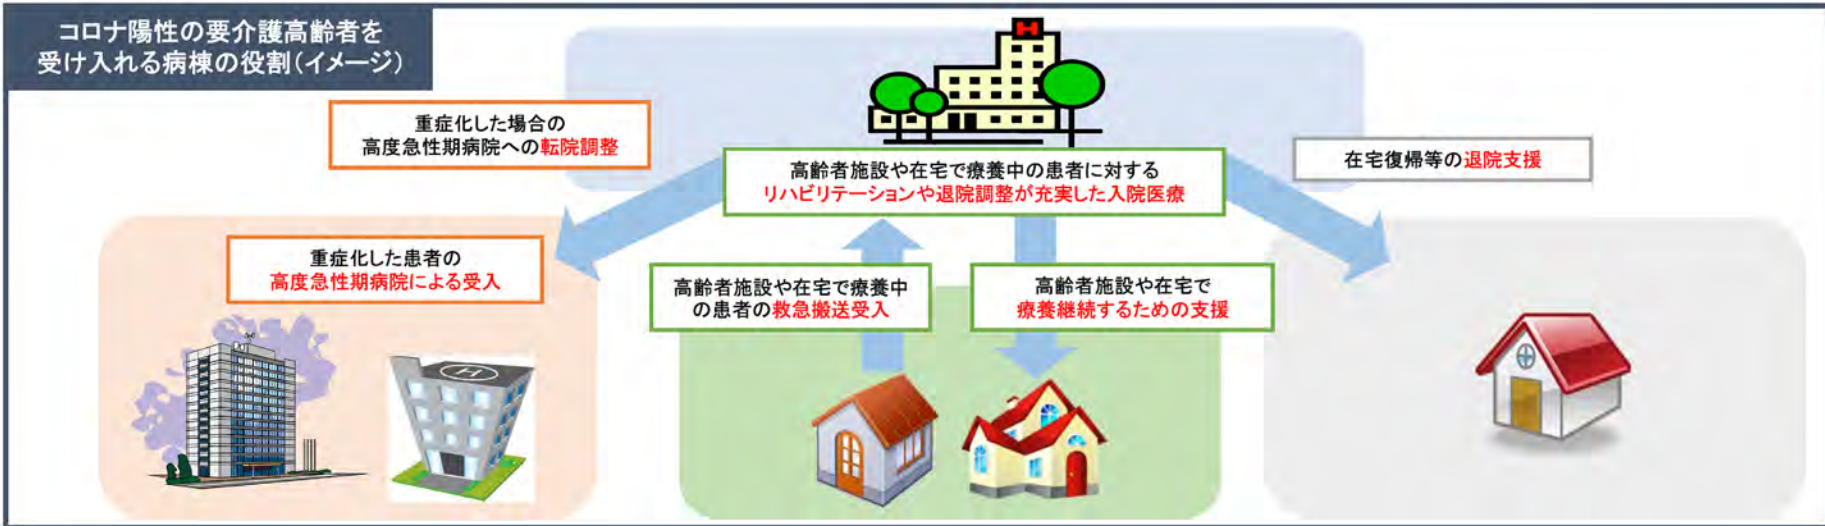 コロナ陽性の要介護高齢者を
受け入れる病棟の役割（イメージ）
H
重症化した場合の
高度急性期病院への転院調整
高齢者施設や在宅で療養中の患者に対する
リハビリテーションや退院調整が充実した入院医療
在宅復帰等の退院支援
重症化した患者の
高度急性期病院による受入
高齢者施設や在宅で療養中
の患者の救急搬送受入
高齢者施設や在宅で
療養継続するための支援
H